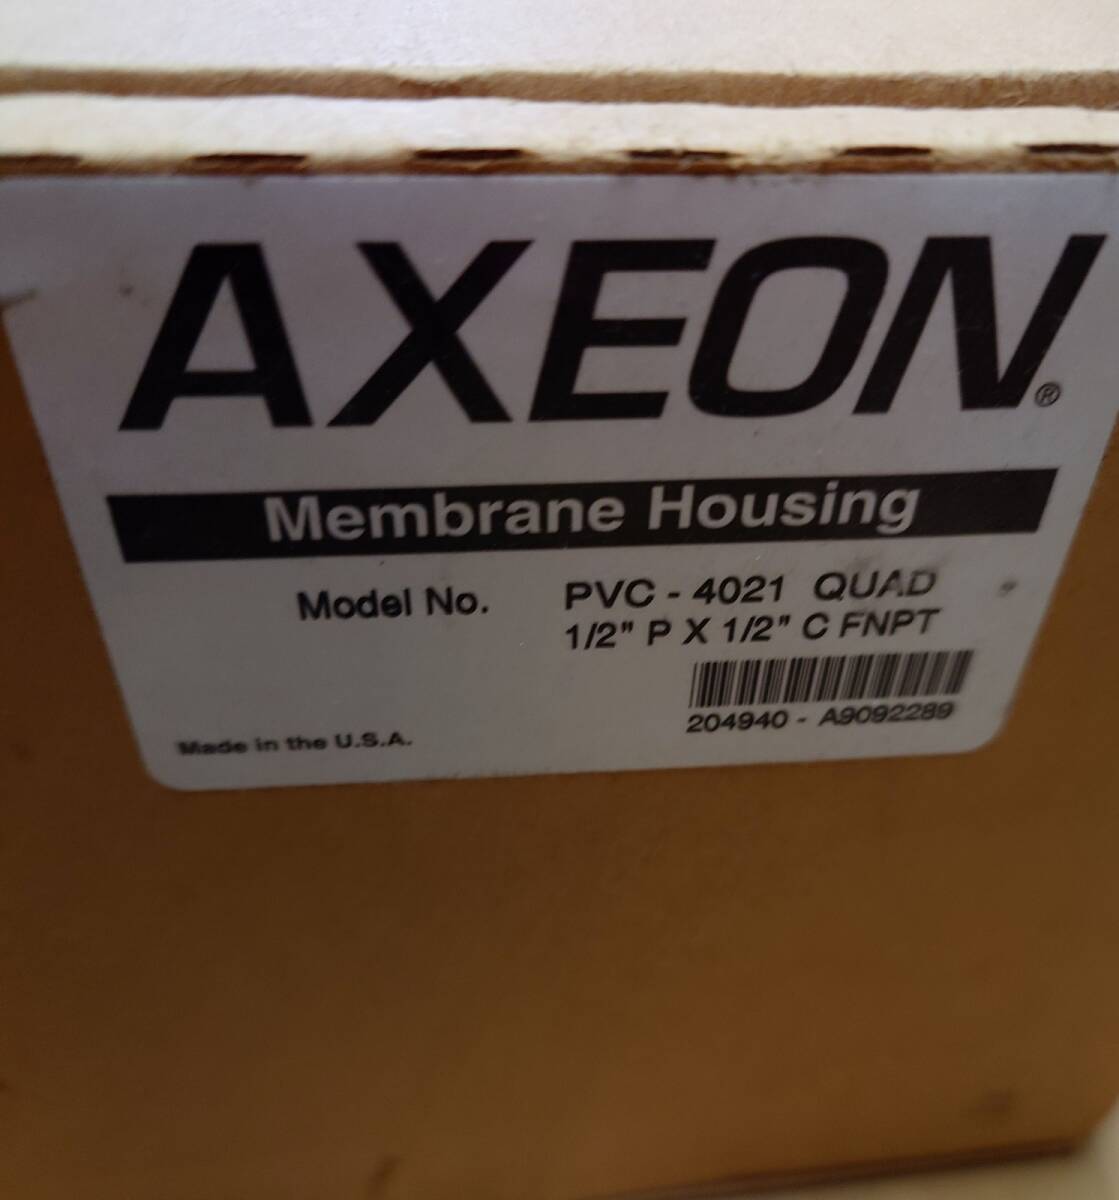 AXEON®
Membrane Housing
Model No. PVC - 4021 QUAD
1/2" P X 1/2" C FNPT
204940 - A9092289
Made in the U.S.A.